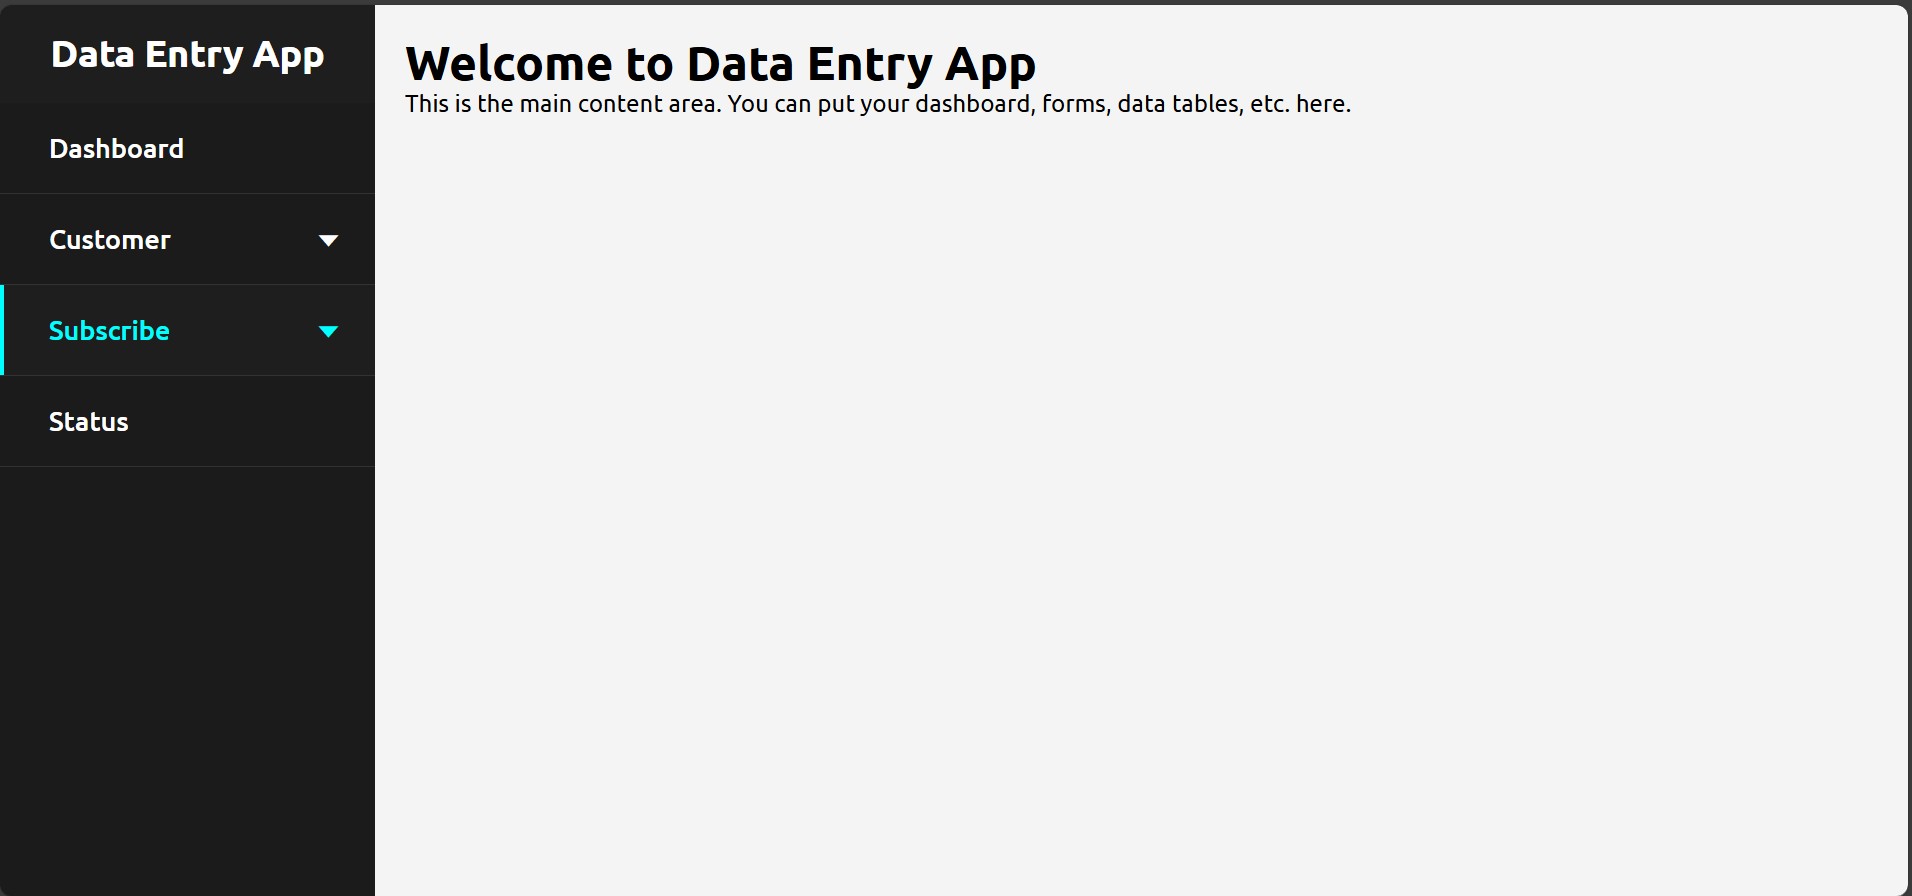 Data Entry App
Dashboard
Customer
Subscribe
Status
Welcome to Data Entry App
This is the main content area. You can put your dashboard, forms, data tables, etc. here.